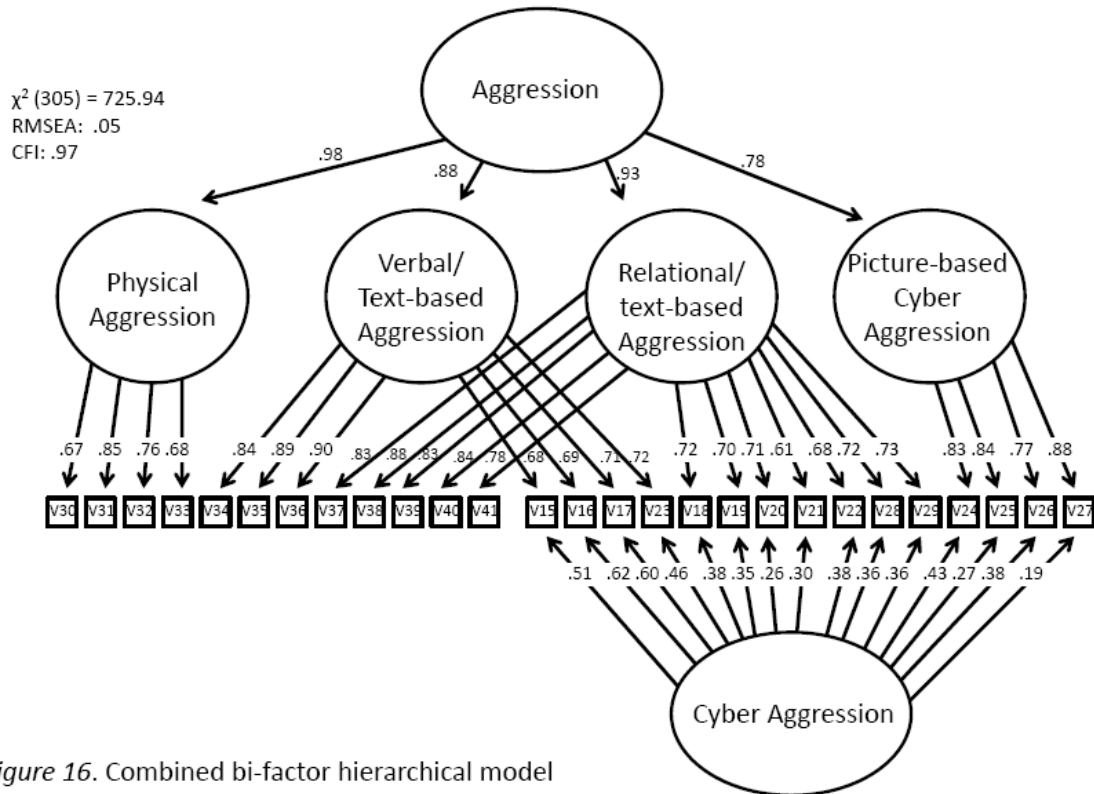 Aggression
χ² (305) = 725.94
RMSEA: .05
CFI: .97
.98
.88
.93
.78
Physical
Aggression
Verbal/
Text-based
Aggression
Relational/
text-based
Aggression
Picture-based
Cyber
Aggression
.67 .85 .76 .68 .84 .89 .90 .83 .88 .83 .84 .78 .68 .69 .71 .72 .72 .70 .71 .61 .68 .72 .73 .83 .84 .77 .88
V30 V31 V32 V33 V34 V35 V36 V37 V38 V39 V40 V41 V15 V16 V17 V23 V18 V19 V20 V21 V22 V28 V29 V24 V25 V26 V27
.51 .62 .60 .46 .38 .35 .26 .30 .38 .36 .36 .43 .27 .38 .19
Cyber Aggression
igure 16. Combined bi-factor hierarchical model